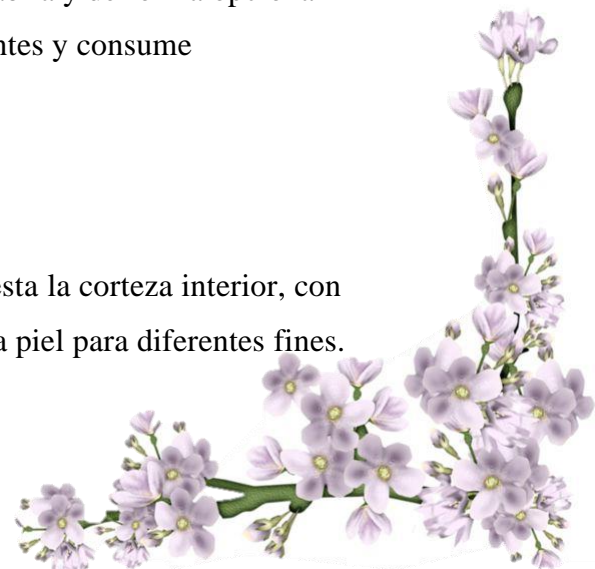 ntes y consume
esta la corteza interior, con
a piel para diferentes fines.